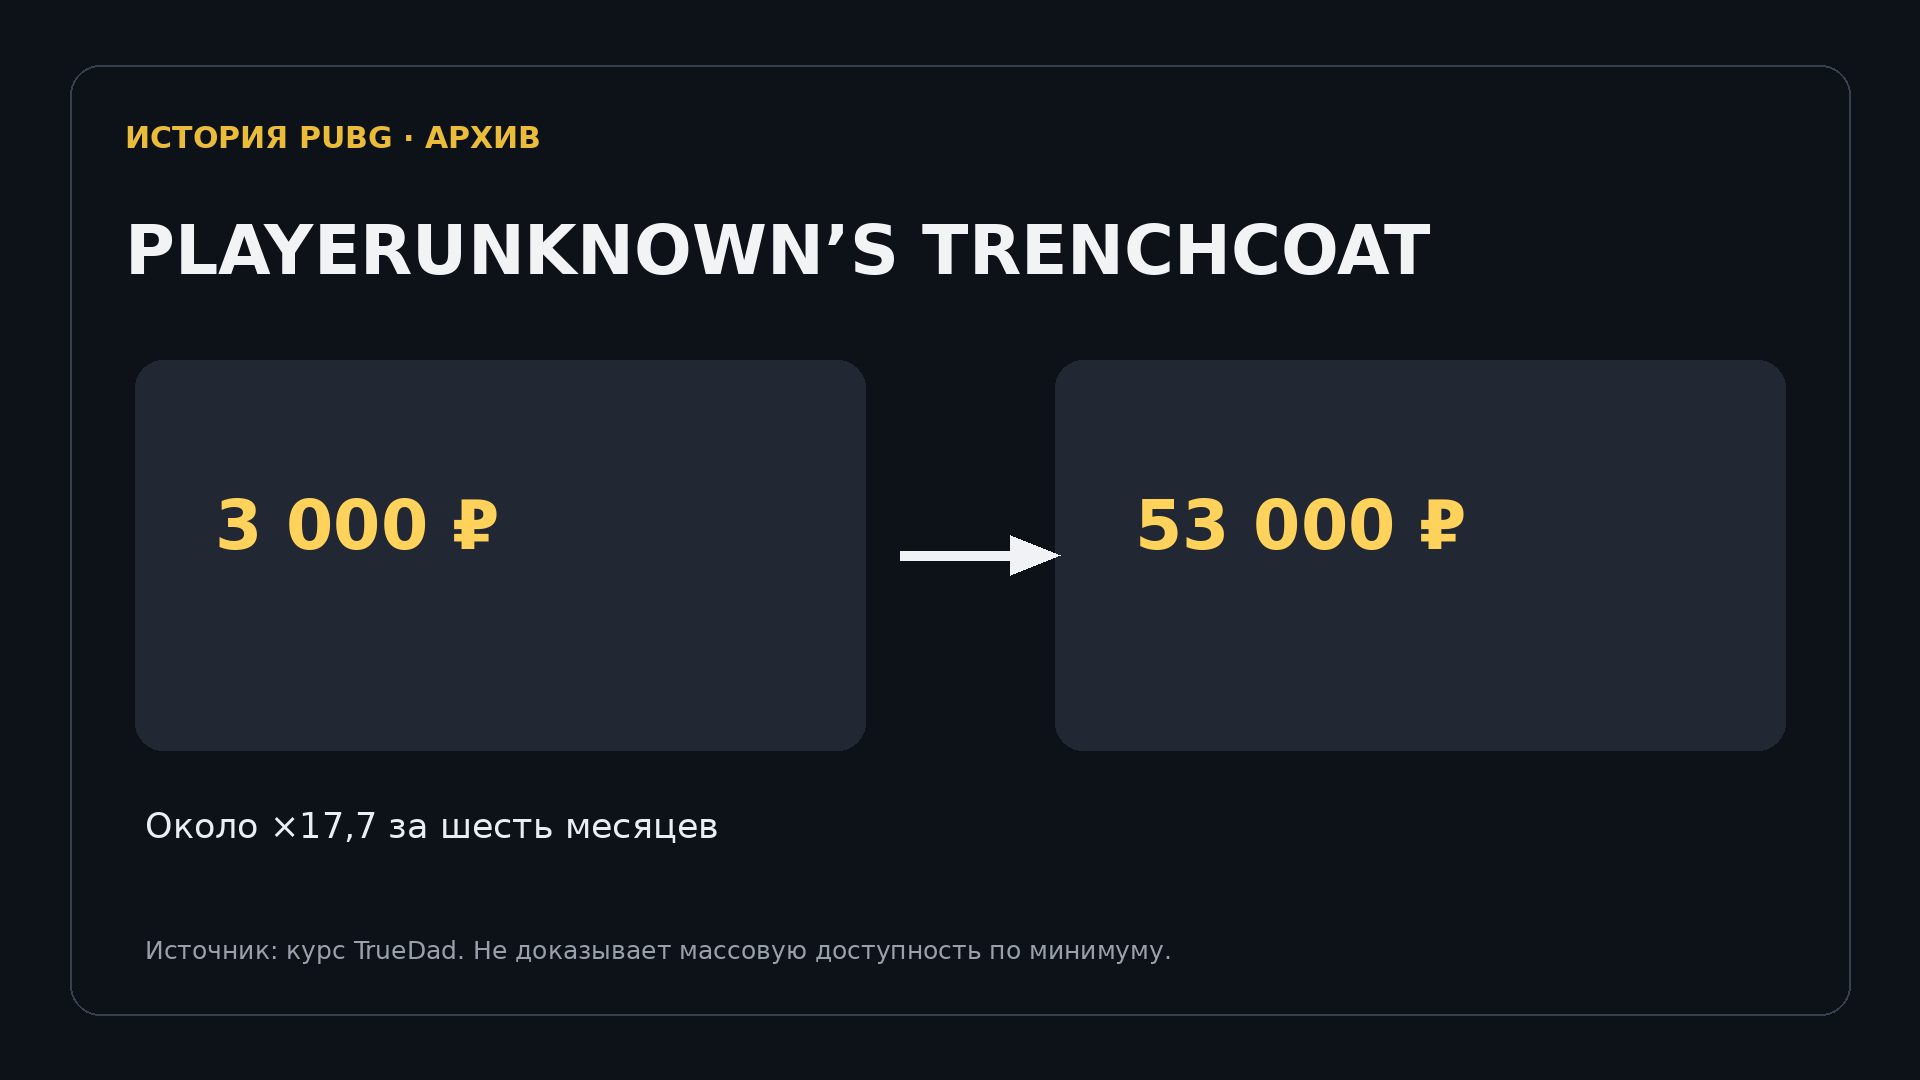 ИСТОРИЯ PUBG · АРХИВ
PLAYERUNKNOWN’S TRENCHCOAT
3 000 ₽
53 000 ₽
Около ×17,7 за шесть месяцев
Источник: курс TrueDad. Не доказывает массовую доступность по минимуму.